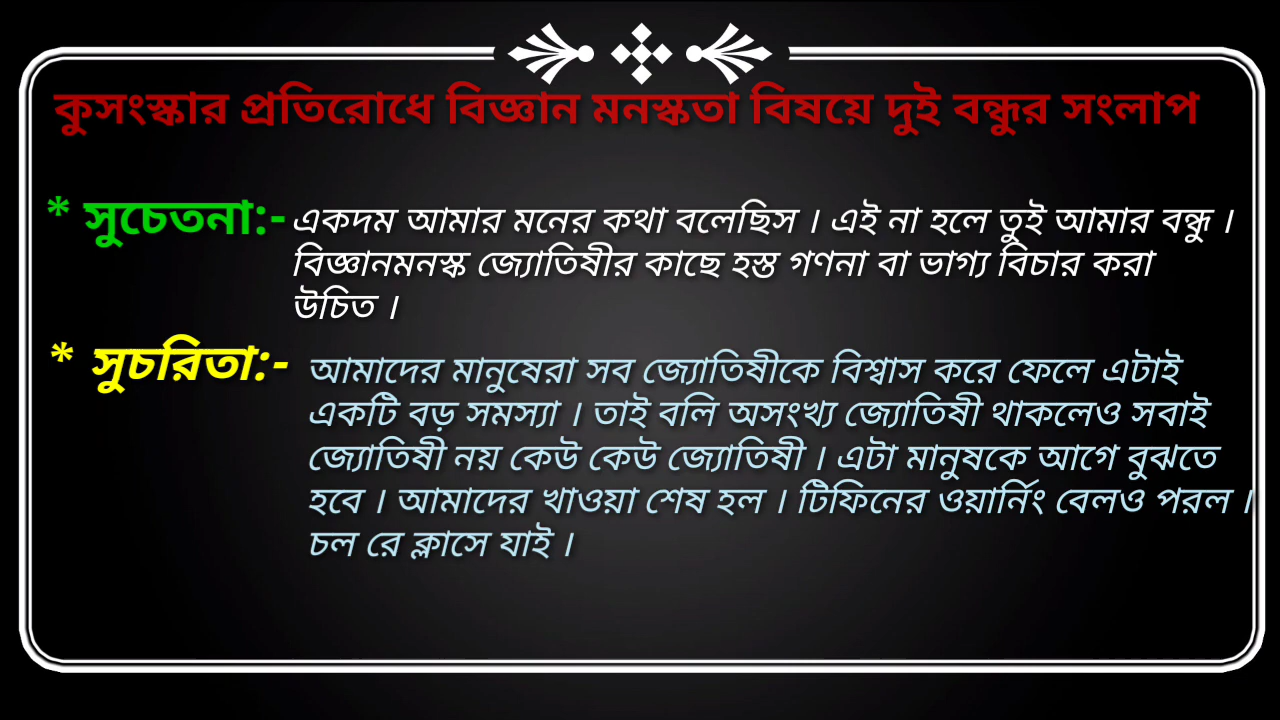 কুসংস্কার প্রতিরোধে বিজ্ঞান মনস্কতা বিষয়ে দুই বন্ধুর সংলাপ
* সুচেতনা:- একদম আমার মনের কথা বলেছিস । এই না হলে তুই আমার বন্ধু ।
বিজ্ঞানমনস্ক জ্যোতিষীর কাছে হস্ত গণনা বা ভাগ্য বিচার করা
উচিত ।
* সুচরিতা:- আমাদের মানুষেরা সব জ্যোতিষীকে বিশ্বাস করে ফেলে এটাই
একটি বড় সমস্যা । তাই বলি অসংখ্য জ্যোতিষী থাকলেও সবাই
জ্যোতিষী নয় কেউ কেউ জ্যোতিষী । এটা মানুষকে আগে বুঝতে
হবে । আমাদের খাওয়া শেষ হল । টিফিনের ওয়ার্নিং বেলও পরল ।
চল রে ক্লাসে যাই ।